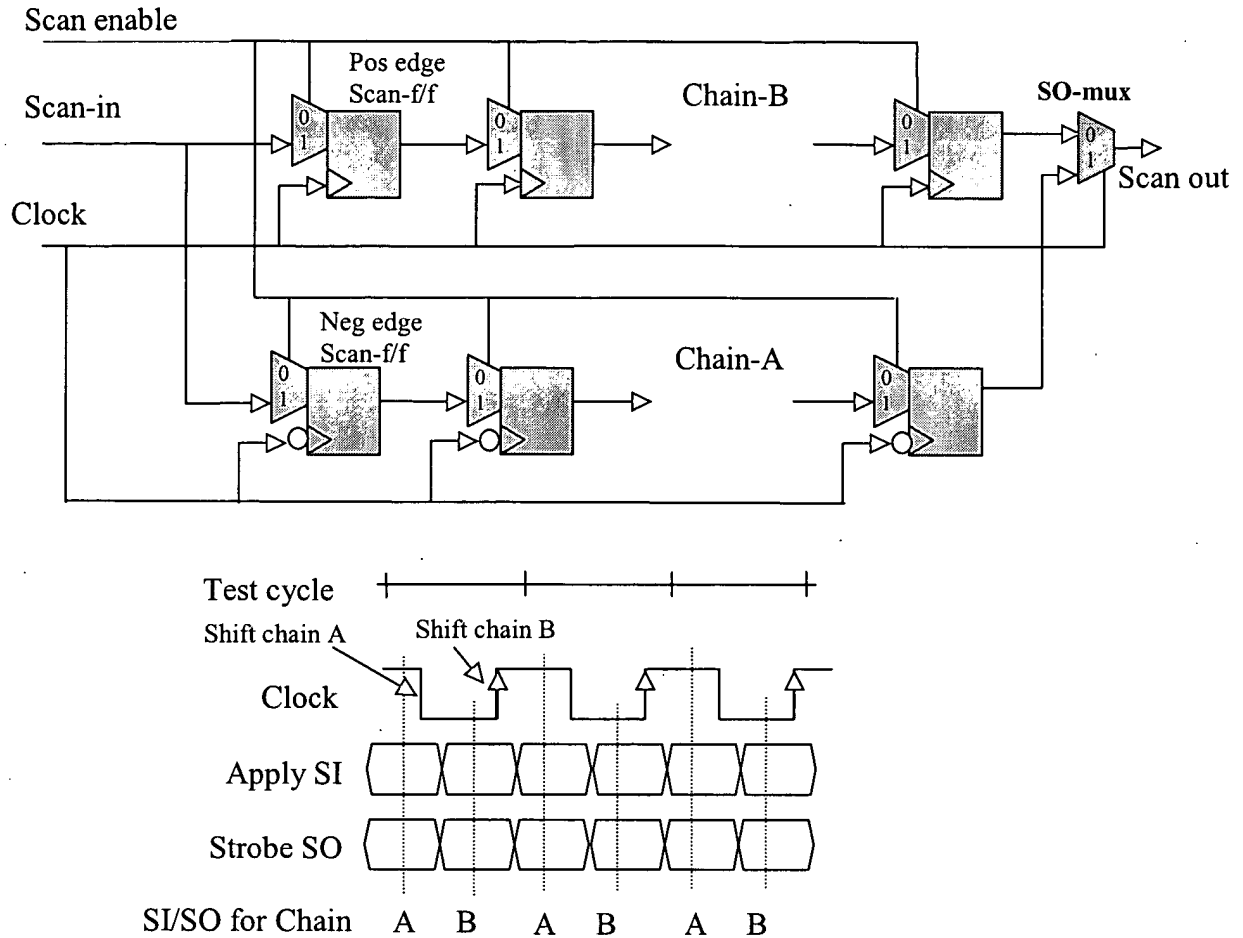 Scan enable
Pos edge
Scan-f/f
Scan-in
Chain-B
SO-mux
0
1
0
1
0
1
0
1
Scan out
Clock
Neg edge
Scan-f/f
Chain-A
0
1
0
1
0
1
Test cycle
Shift chain A
Shift chain B
Clock
Apply SI
Strobe SO
SI/SO for Chain A B A B A B